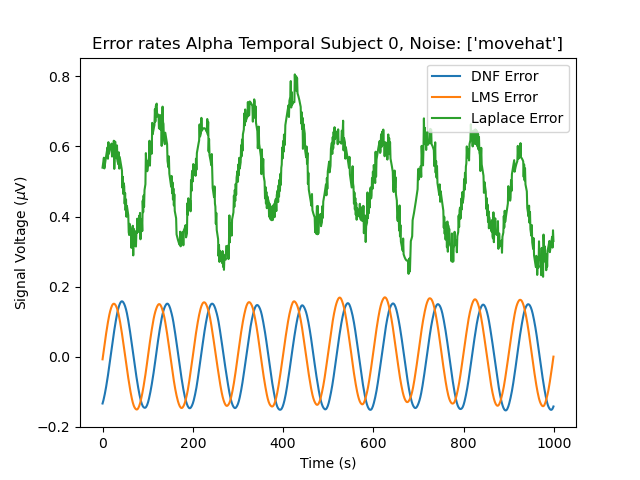 Error rates Alpha Temporal Subject 0, Noise: ['movehat']
DNF Error
LMS Error
Laplace Error
Signal Voltage (μV)
0.8
0.6
0.4
0.2
0.0
−0.2
0 200 400 600 800 1000
Time (s)